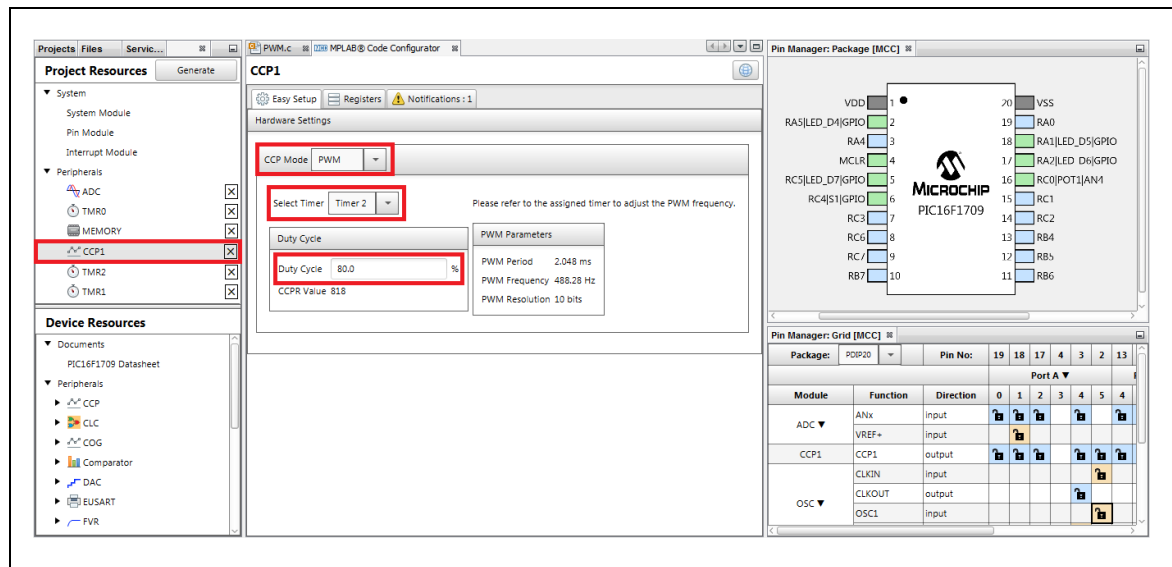 Projects Files Servic...
Project Resources Generate
System
System Module
Pin Module
Interrupt Module
Peripherals
ADC
TMR0
MEMORY
CCP1
TMR2
TMR1
Device Resources
Documents
PIC16F1709 Datasheet
Peripherals
CCP
CLC
COG
Comparator
DAC
EUSART
FVR
PWM.c MPLAB® Code Configurator
CCP1
Easy Setup Registers Notifications : 1
Hardware Settings
CCP Mode PWM
Select Timer Timer 2 Please refer to the assigned timer to adjust the PWM frequency.
Duty Cycle
Duty Cycle 80.0 %
CCPR Value 818
PWM Parameters
PWM Period 2.048 ms
PWM Frequency 488.28 Hz
PWM Resolution 10 bits
Pin Manager: Package [MCC]
VDD 1 20 VSS
RA5|LED_D4|GPIO 2 19 RA0
RA4 3 18 RA1|LED_D5|GPIO
MCLR 4 17 RA2|LED_D6|GPIO
RC5|LED_D7|GPIO 5 16 RC0|POT1|AN4
RC4|S1|GPIO 6 15 RC1
RC3 7 14 RC2
RC6 8 13 RB4
RC7 9 12 RB5
RB7 10 11 RB6
MICROCHIP
PIC16F1709
Pin Manager: Grid [MCC]
Package: PDIP20 Pin No: 19 18 17 4 3 2 13
Port A ▼
Module Function Direction 0 1 2 3 4 5 4
ADC ▼
ANx input
VREF+ input
CCP1 CCP1 output
OSC ▼
CLKIN input
CLKOUT output
OSC1 input